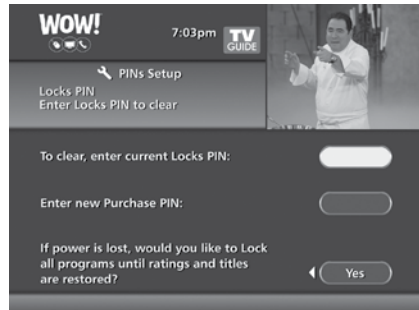 WOW!
7:03pm
TV
GUIDE
PINs Setup
Locks PIN
Enter Locks PIN to clear
To clear, enter current Locks PIN:
Enter new Purchase PIN:
If power is lost, would you like to Lock
all programs until ratings and titles
are restored?
Yes